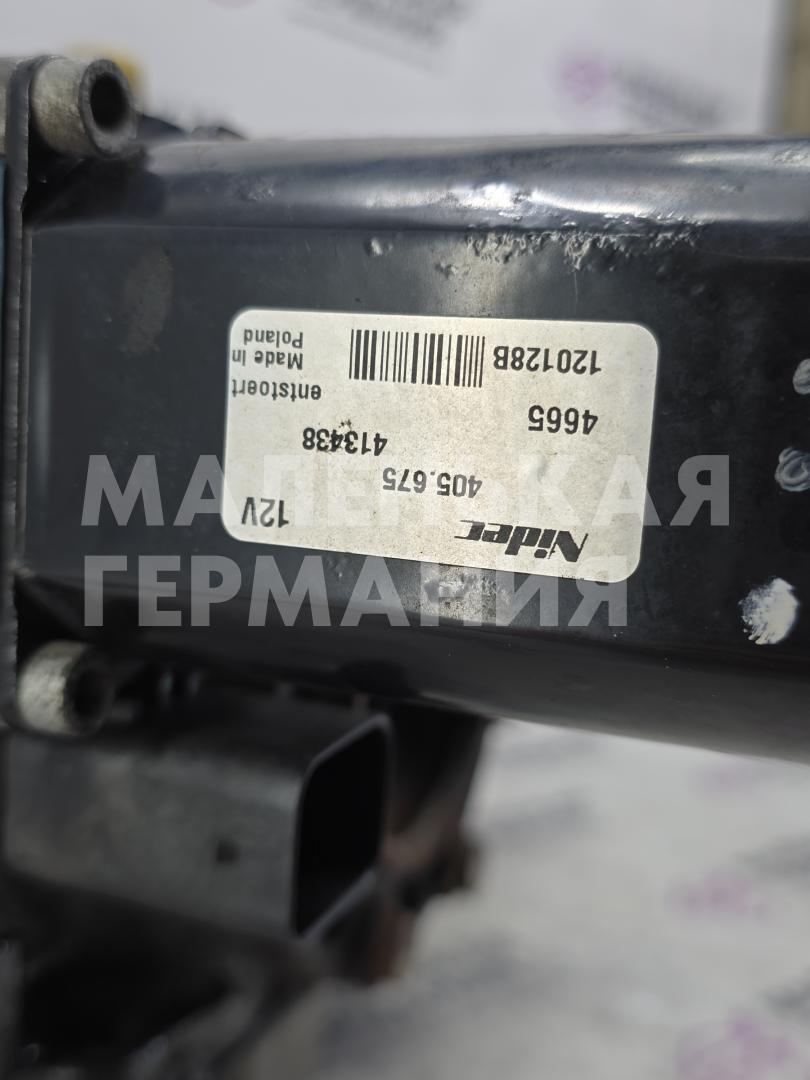 Nidec
12V
405.675
413438
4665
entstoert
120128B
Made in
Poland
МАЛЕНЬКАЯ
ГЕРМАНИЯ